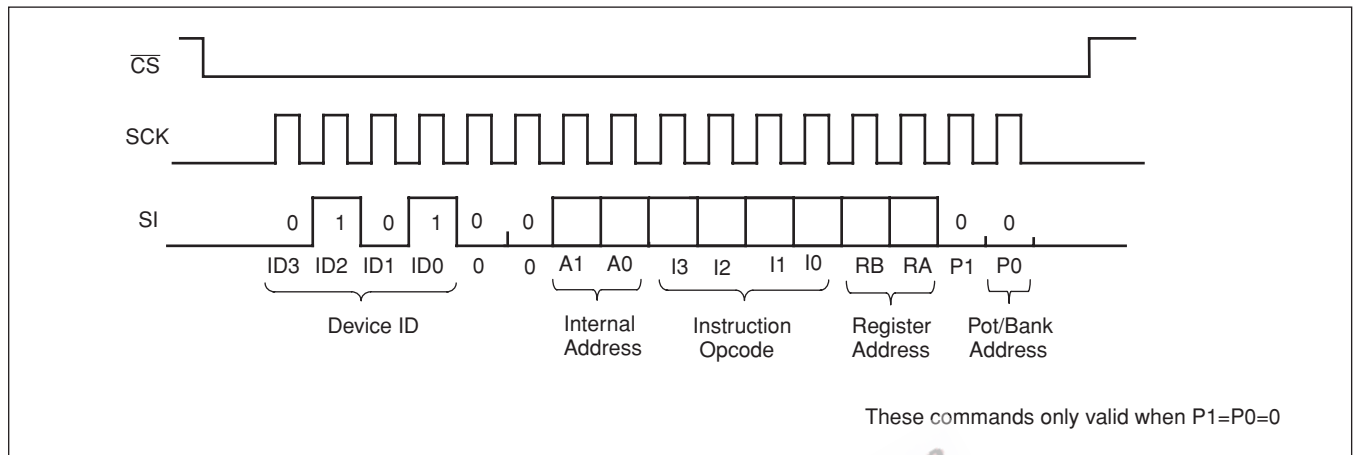 CS
SCK
SI
0 1 0 1 0 0 0 0
ID3 ID2 ID1 ID0 0 0 A1 A0 I3 I2 I1 I0 RB RA P1 P0
Device ID
Internal
Address
Instruction
Opcode
Register
Address
Pot/Bank
Address
These commands only valid when P1=P0=0